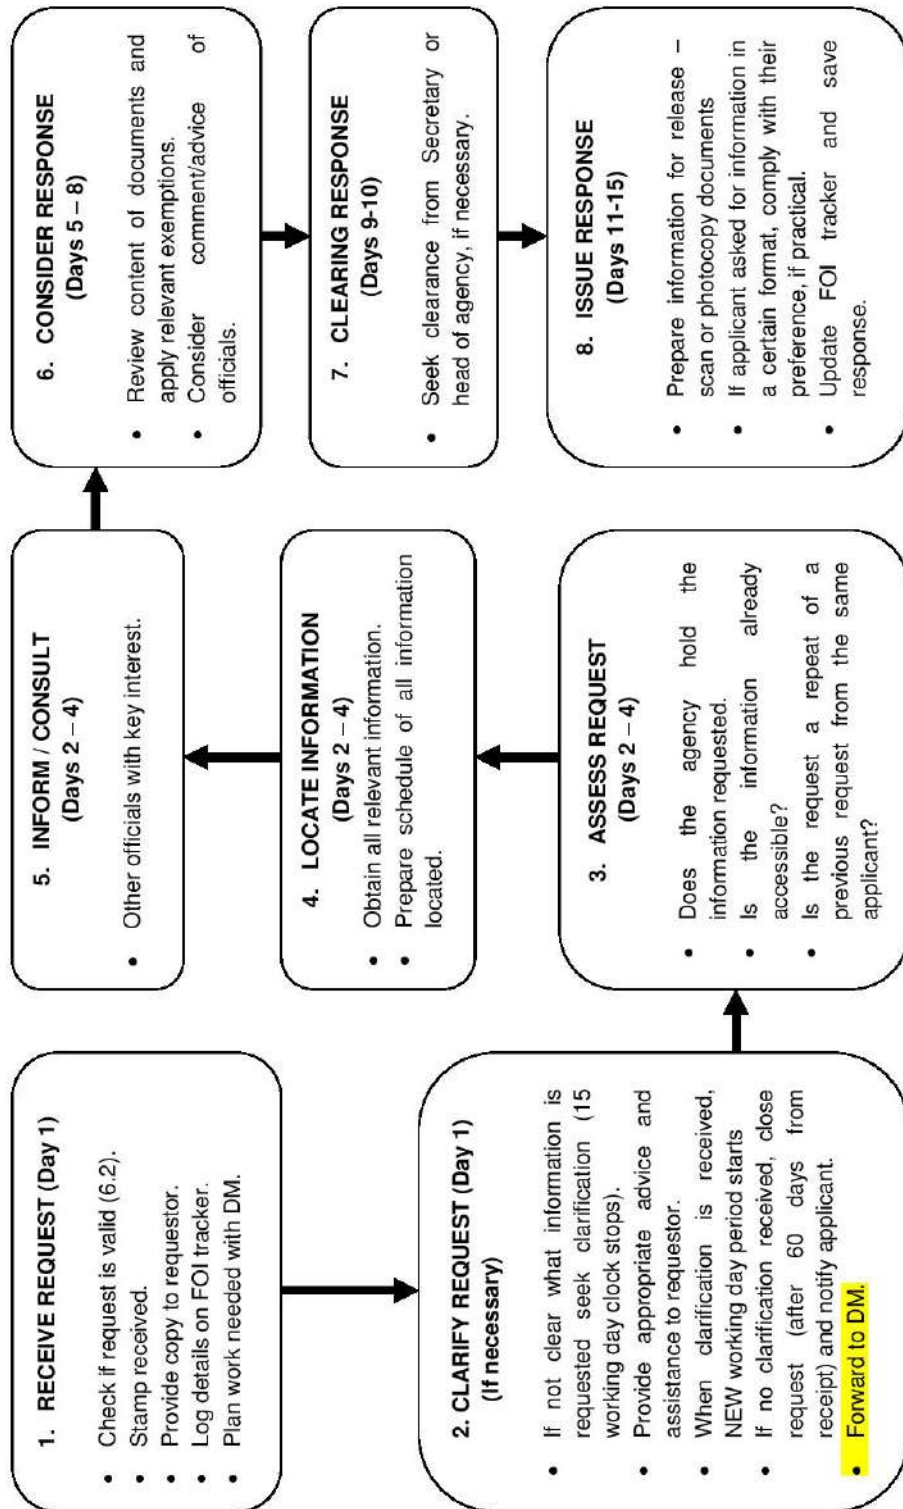 1. RECEIVE REQUEST (Day 1)
• Check if request is valid (6.2).
• Stamp received.
• Provide copy to requestor.
• Log details on FOI tracker.
• Plan work needed with DM.
2. CLARIFY REQUEST (Day 1)
(If necessary)
• If not clear what information is
requested seek clarification (15
working day clock stops).
• Provide appropriate advice and
assistance to requestor.
• When clarification is received,
NEW working day period starts
• If no clarification received, close
request (after 60 days from
receipt) and notify applicant.
• Forward to DM.
3. ASSESS REQUEST
(Days 2 – 4)
• Does the agency hold the
information requested.
• Is the information already
accessible?
• Is the request a repeat of a
previous request from the same
applicant?
4. LOCATE INFORMATION
(Days 2 – 4)
• Obtain all relevant information.
• Prepare schedule of all information
located.
5. INFORM / CONSULT
(Days 2 – 4)
• Other officials with key interest.
6. CONSIDER RESPONSE
(Days 5 – 8)
• Review content of documents and
apply relevant exemptions.
• Consider comment/advice of
officials.
7. CLEARING RESPONSE
(Days 9-10)
• Seek clearance from Secretary or
head of agency, if necessary.
8. ISSUE RESPONSE
(Days 11-15)
• Prepare information for release –
scan or photocopy documents
• If applicant asked for information in
a certain format, comply with their
preference, if practical.
• Update FOI tracker and save
response.